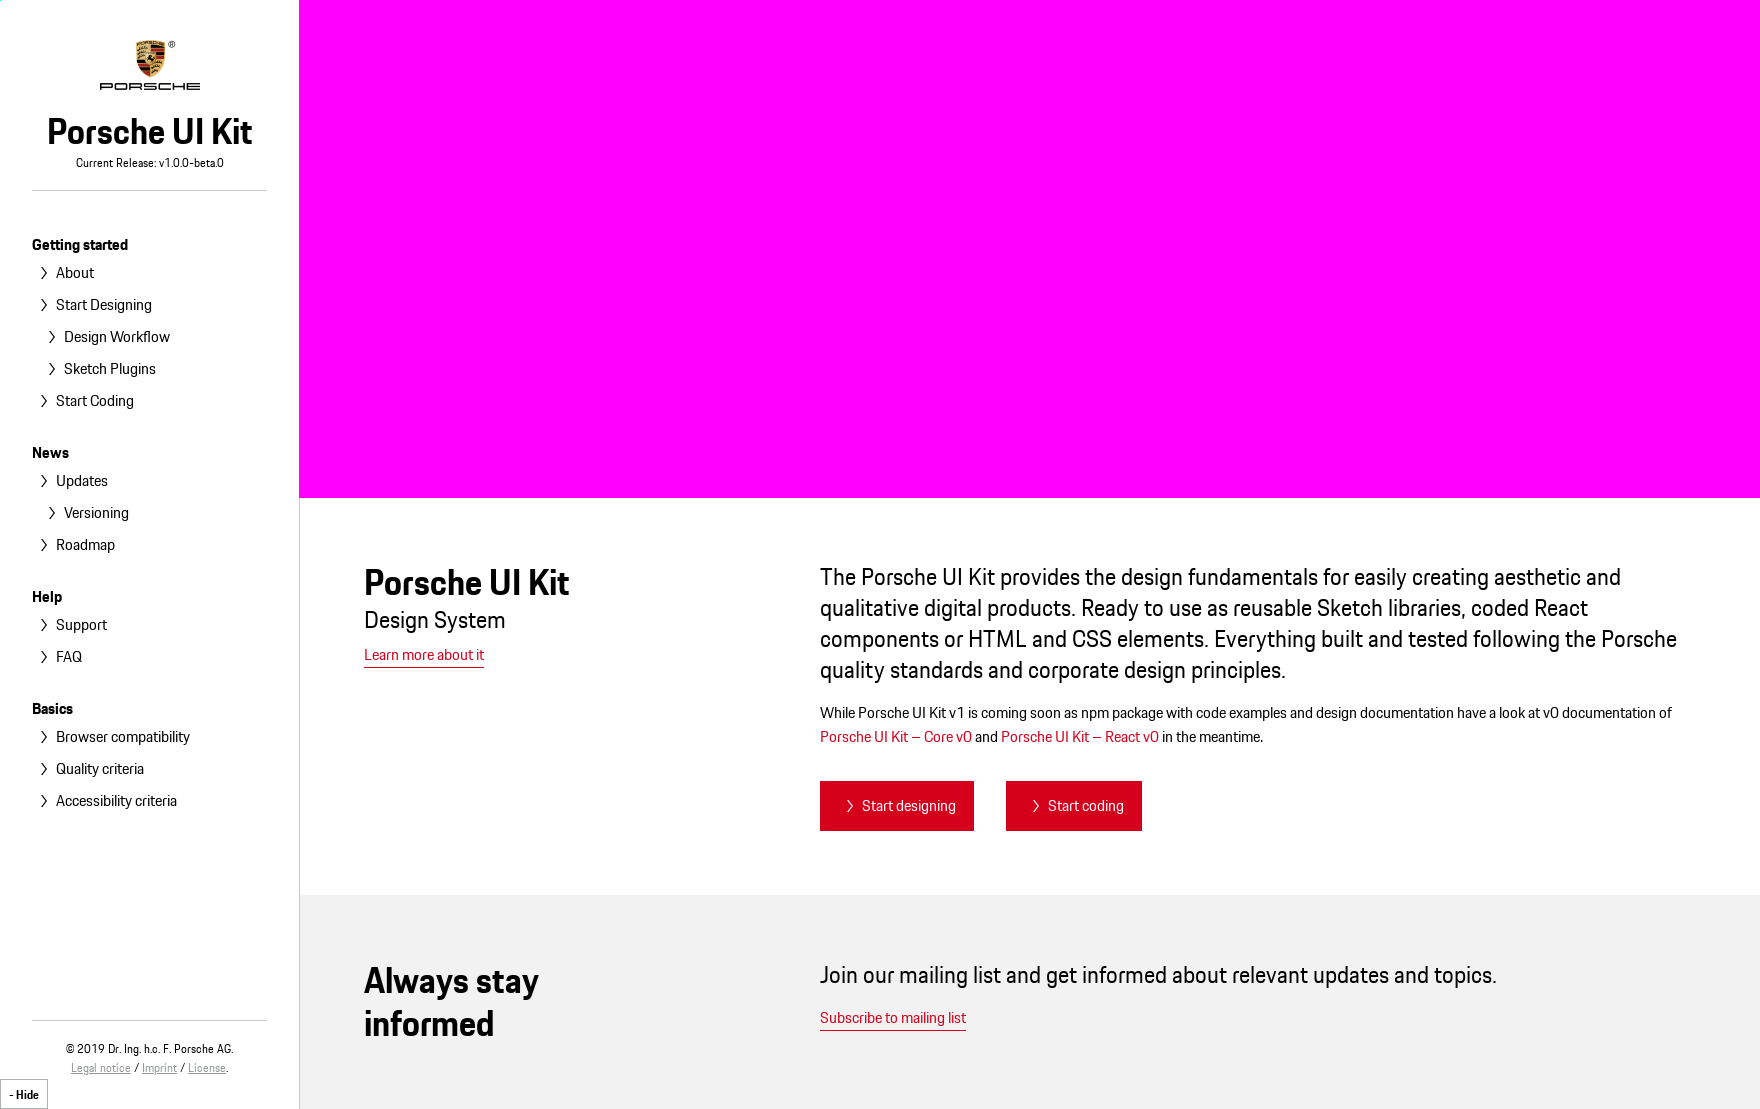 PORSCHE
®
PORSCHE
Porsche UI Kit
Current Release: v1.0.0-beta.0
Getting started
About
Start Designing
Design Workflow
Sketch Plugins
Start Coding
News
Updates
Versioning
Roadmap
Help
Support
FAQ
Basics
Browser compatibility
Quality criteria
Accessibility criteria
© 2019 Dr. Ing. h.c. F. Porsche AG.
Legal notice / Imprint / License.
- Hide
Porsche UI Kit
Design System
Learn more about it
The Porsche UI Kit provides the design fundamentals for easily creating aesthetic and
qualitative digital products. Ready to use as reusable Sketch libraries, coded React
components or HTML and CSS elements. Everything built and tested following the Porsche
quality standards and corporate design principles.
While Porsche UI Kit v1 is coming soon as npm package with code examples and design documentation have a look at v0 documentation of
Porsche UI Kit – Core v0 and Porsche UI Kit – React v0 in the meantime.
Start designing
Start coding
Always stay
informed
Join our mailing list and get informed about relevant updates and topics.
Subscribe to mailing list